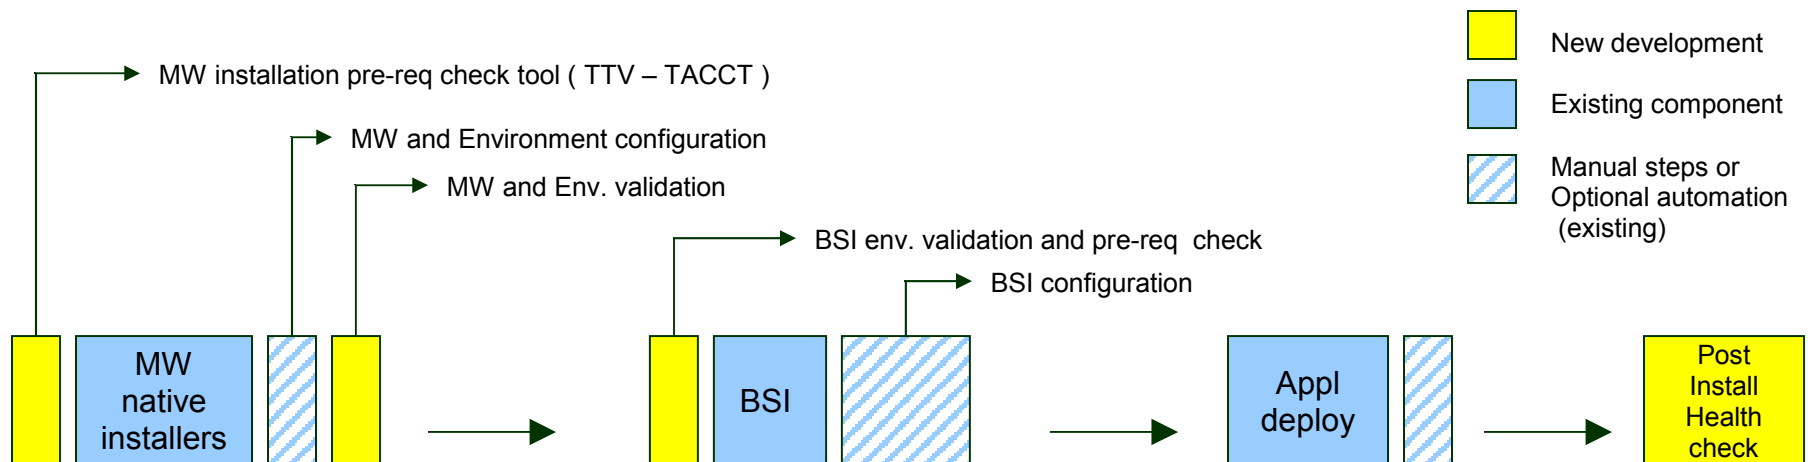 New development
MW installation pre-req check tool ( TTV – TACCT )
Existing component
MW and Environment configuration
MW and Env. validation
Manual steps or
Optional automation
(existing)
BSI env. validation and pre-req check
BSI configuration
MW
native
installers
BSI
Appl
deploy
Post
Install
Health
check